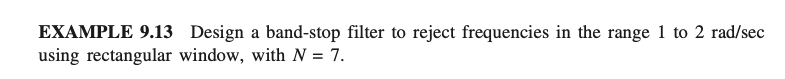 EXAMPLE 9.13 Design a band-stop filter to reject frequencies in the range 1 to 2 rad/sec
using rectangular window, with N = 7.